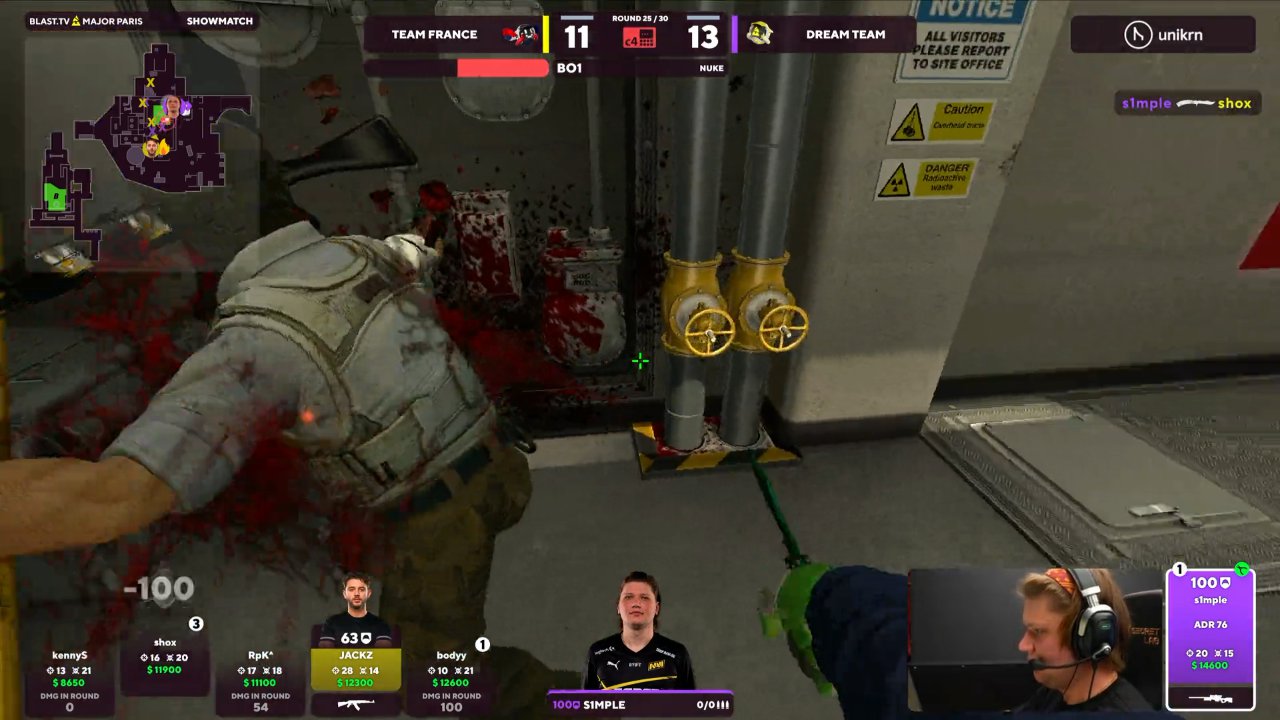 BLAST.TV MAJOR PARIS SHOWMATCH
TEAM FRANCE
11
ROUND 25 / 30
C4
13
DREAM TEAM
BO1
NUKE
unikrn
s1mple shox
NOTICE
ALL VISITORS
PLEASE REPORT
TO SITE OFFICE
Caution
DANGER
Radioactive
waste
-100
kennyS
13 21
$8650
DMG IN ROUND
0
3
shox
16 20
$11900
RpK^
17 18
$11100
DMG IN ROUND
54
63
JACKZ
28 14
$12300
1
bodyy
10 21
$12600
DMG IN ROUND
100
100 S1MPLE 0/0
SECRET
LAB
1
100
s1mple
ADR 76
20 15
$14600